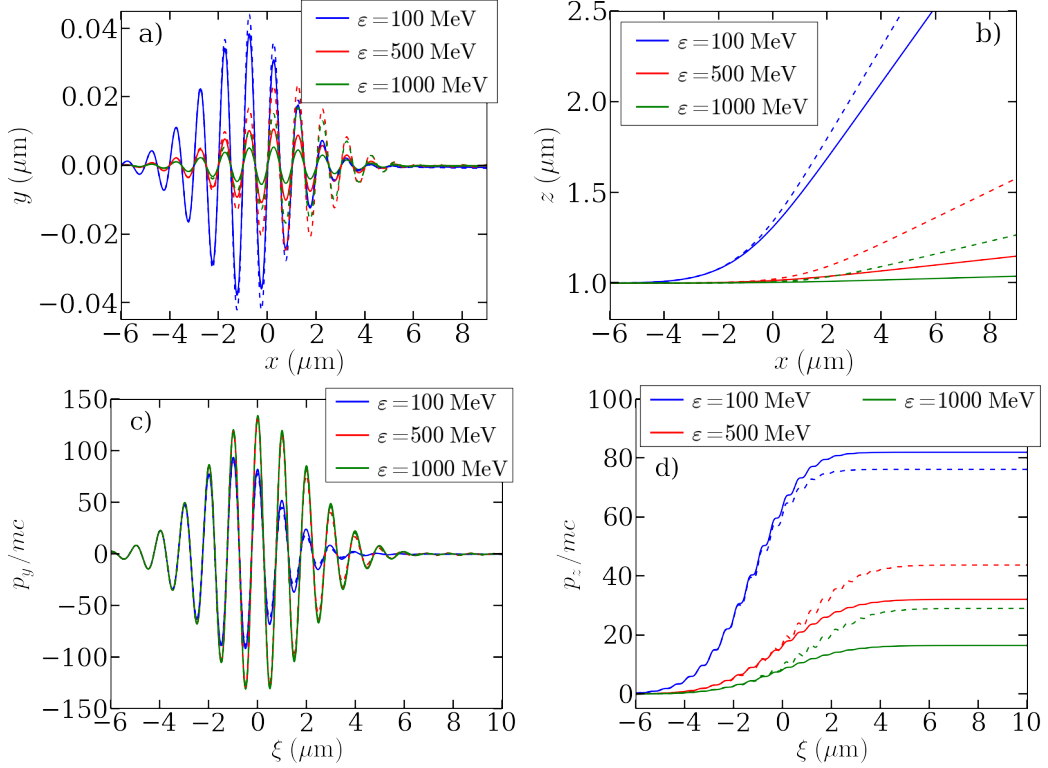 a)
ε=100 MeV
ε=500 MeV
ε=1000 MeV
0.04
0.02
0.00
−0.02
−0.04
y (μm)
−6 −4 −2 0 2 4 6 8
x (μm)
b)
ε=100 MeV
ε=500 MeV
ε=1000 MeV
2.5
2.0
1.5
1.0
z (μm)
−6 −4 −2 0 2 4 6 8
x (μm)
c)
ε=100 MeV
ε=500 MeV
ε=1000 MeV
150
100
50
0
−50
−100
−150
p_y/mc
−6 −4 −2 0 2 4 6 8 10
ξ (μm)
ε=100 MeV
ε=500 MeV
ε=1000 MeV
d)
100
80
60
40
20
0
p_z/mc
−6 −4 −2 0 2 4 6 8 10
ξ (μm)